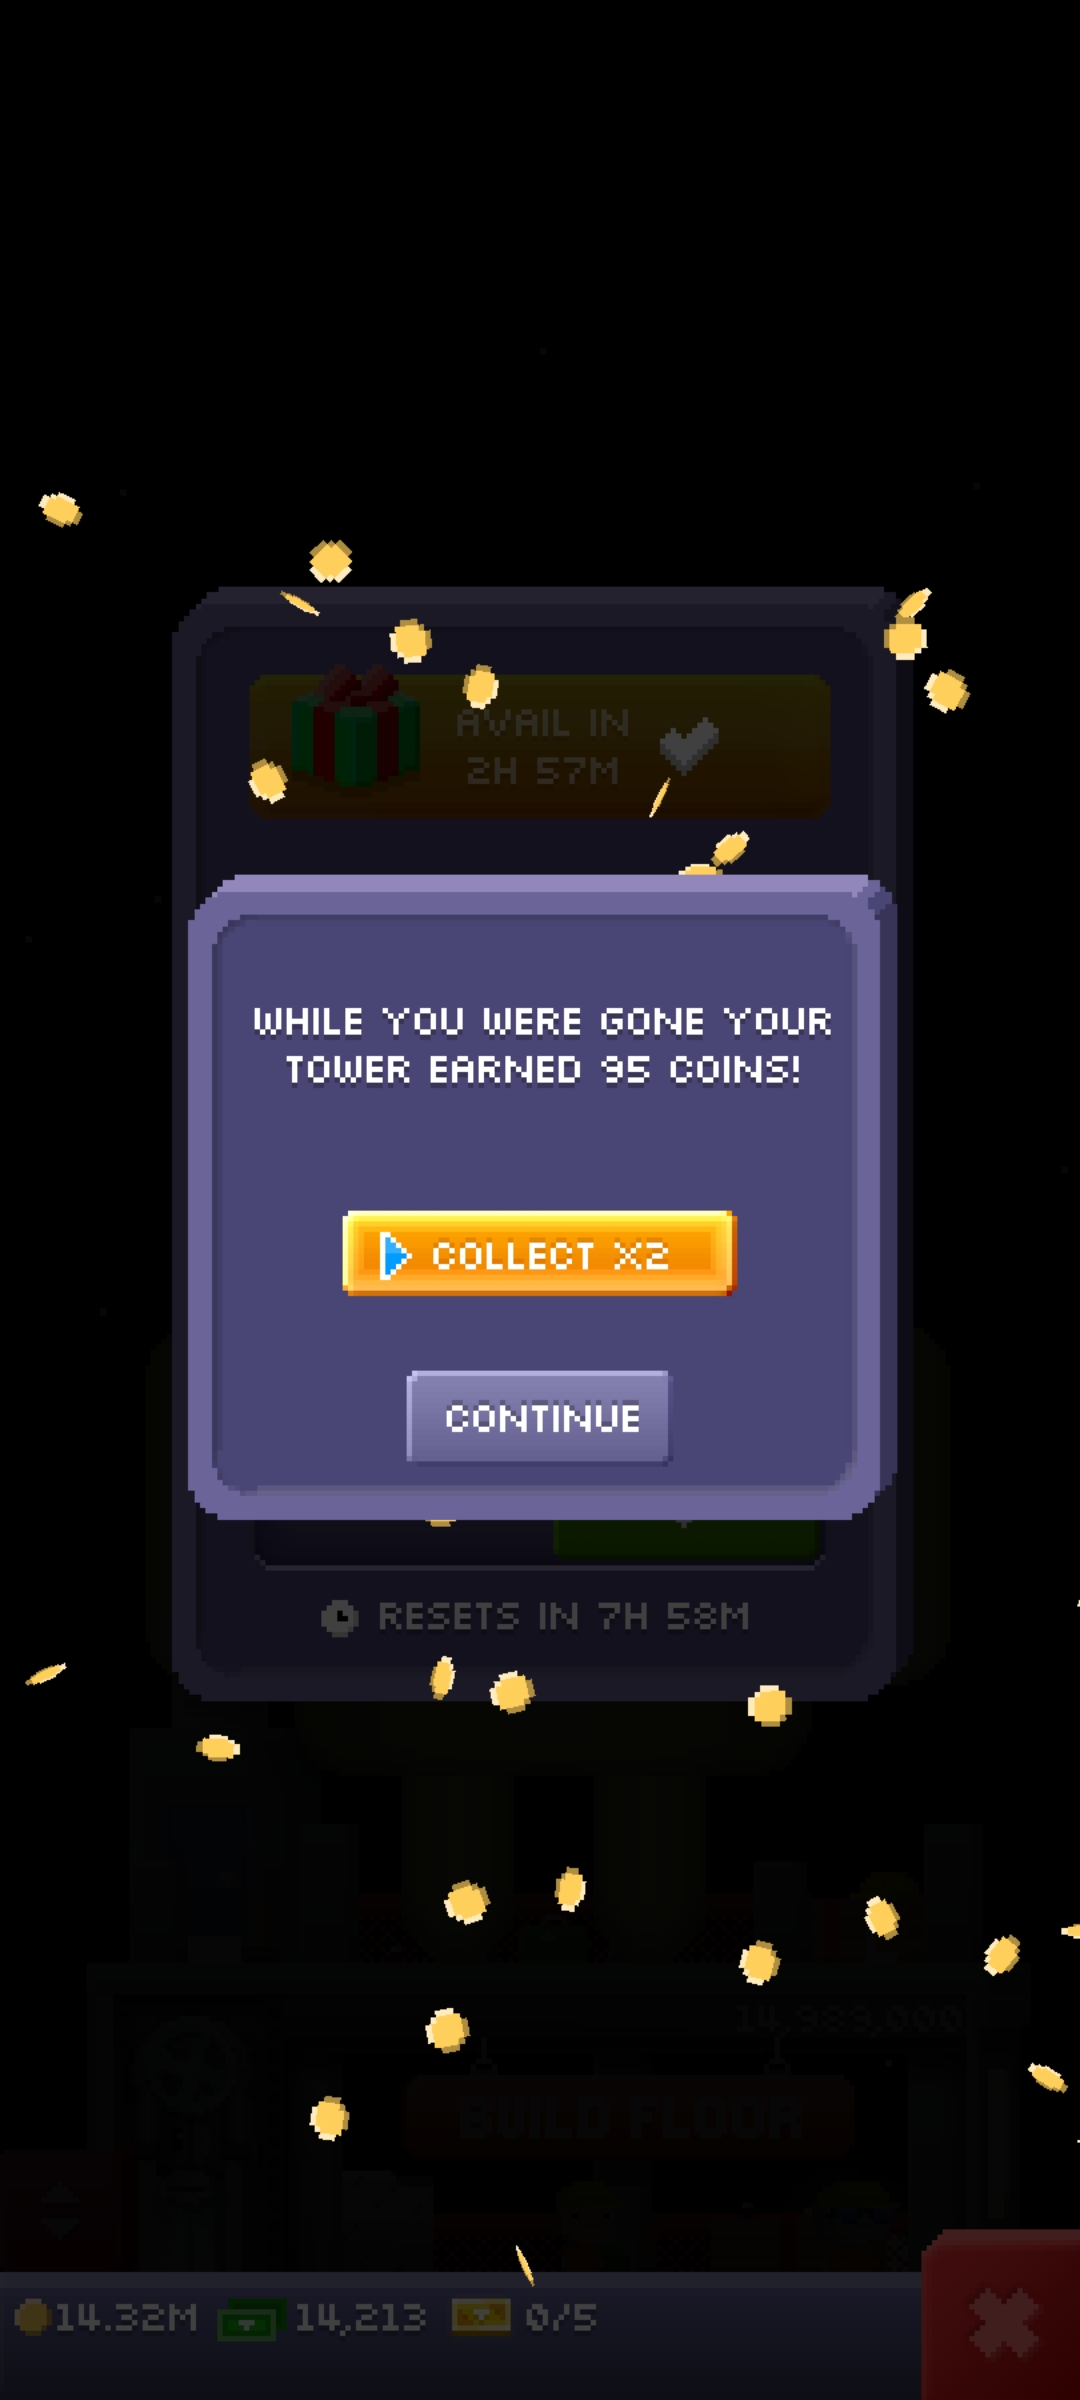 AVAIL IN
2H 57M
WHILE YOU WERE GONE YOUR
TOWER EARNED 95 COINS!
COLLECT X2
CONTINUE
RESETS IN 7H 58M
14,989,000
BUILD FLOOR
14.32M 14,213 0/5